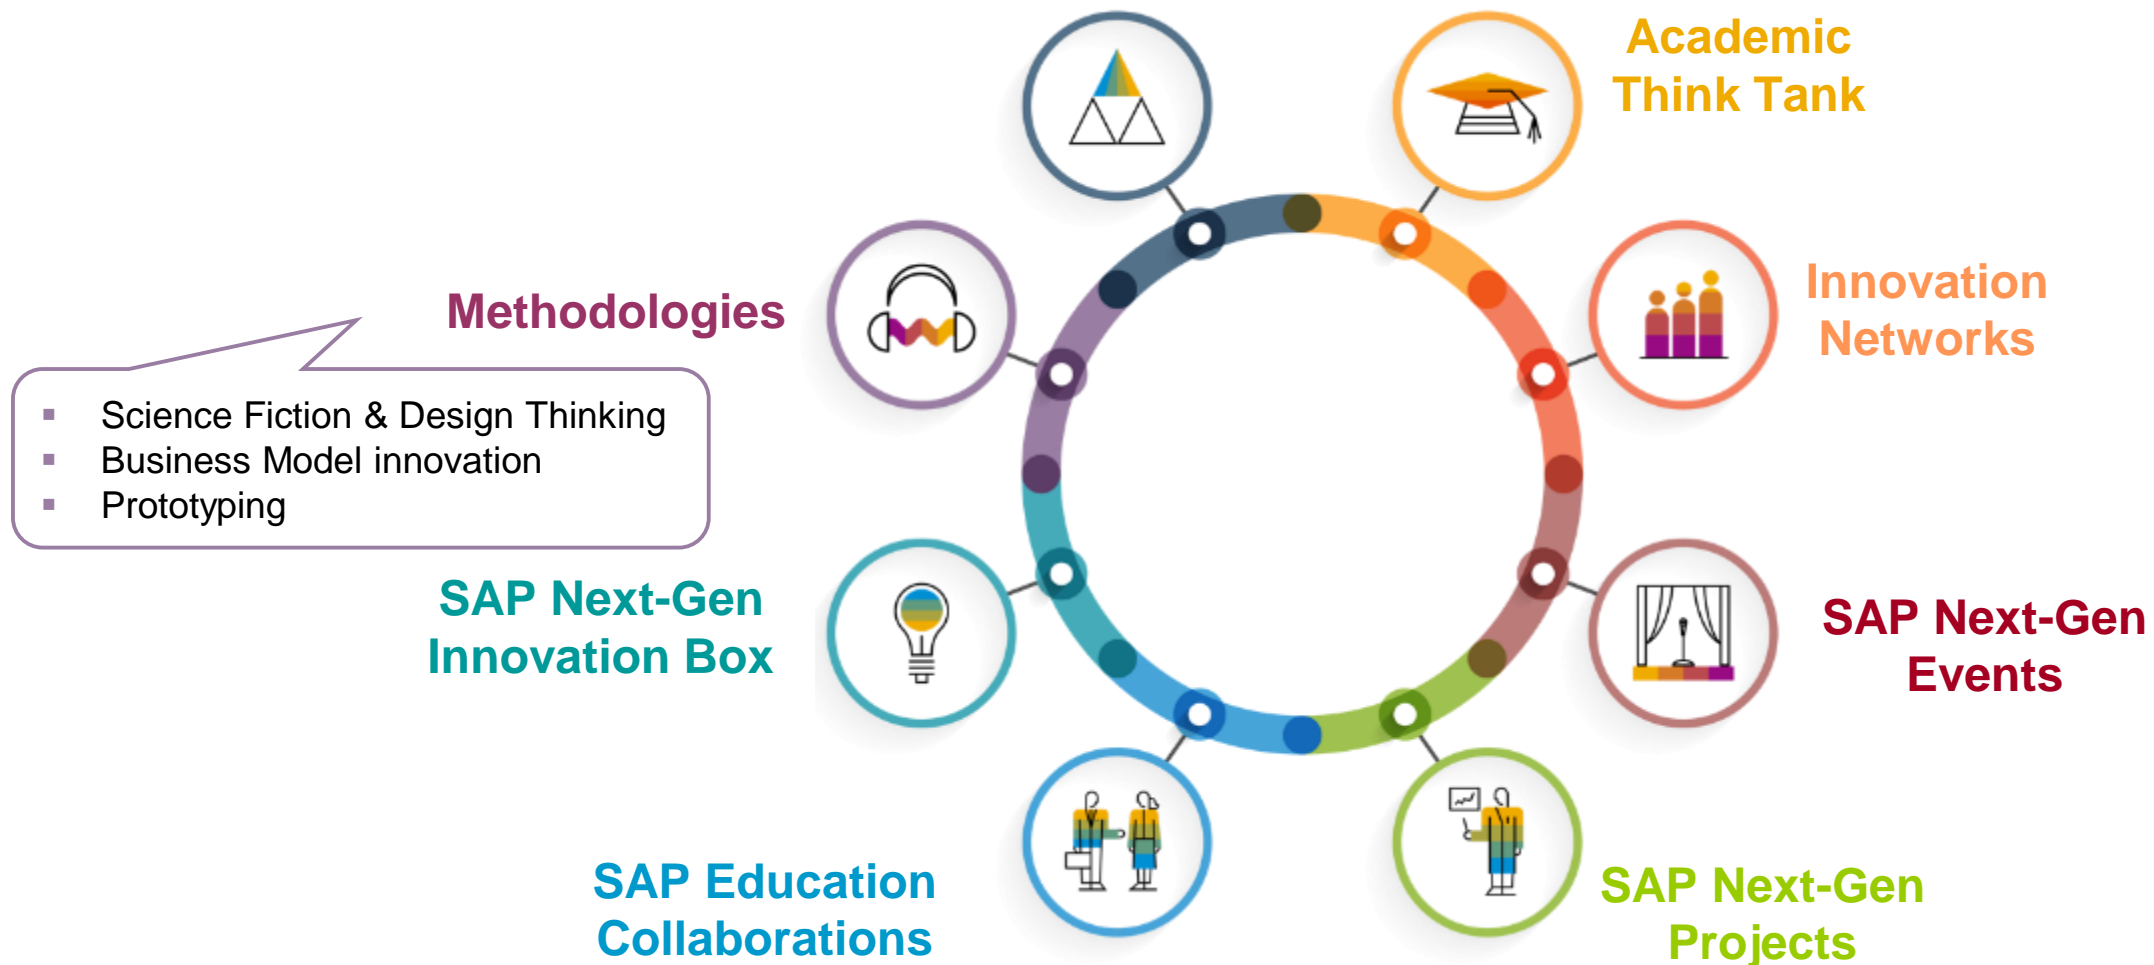 Academic
Think Tank
Innovation
Networks
Methodologies
▪ Science Fiction & Design Thinking
▪ Business Model innovation
▪ Prototyping
SAP Next-Gen
Innovation Box
SAP Next-Gen
Events
SAP Education
Collaborations
SAP Next-Gen
Projects